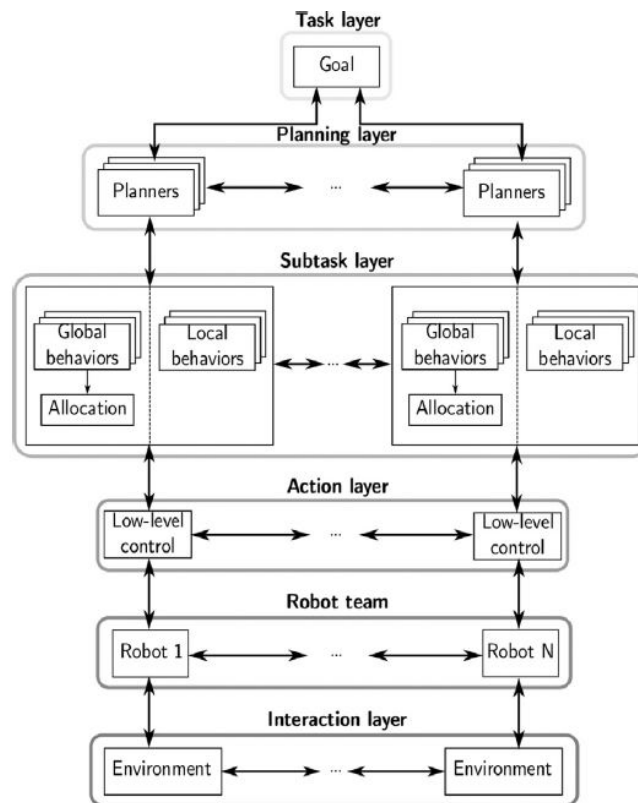 Task layer
Goal
Planning layer
Planners ... Planners
Subtask layer
Global behaviors Local behaviors ... Global behaviors Local behaviors
Allocation Allocation
Action layer
Low-level control ... Low-level control
Robot team
Robot 1 ... Robot N
Interaction layer
Environment ... Environment